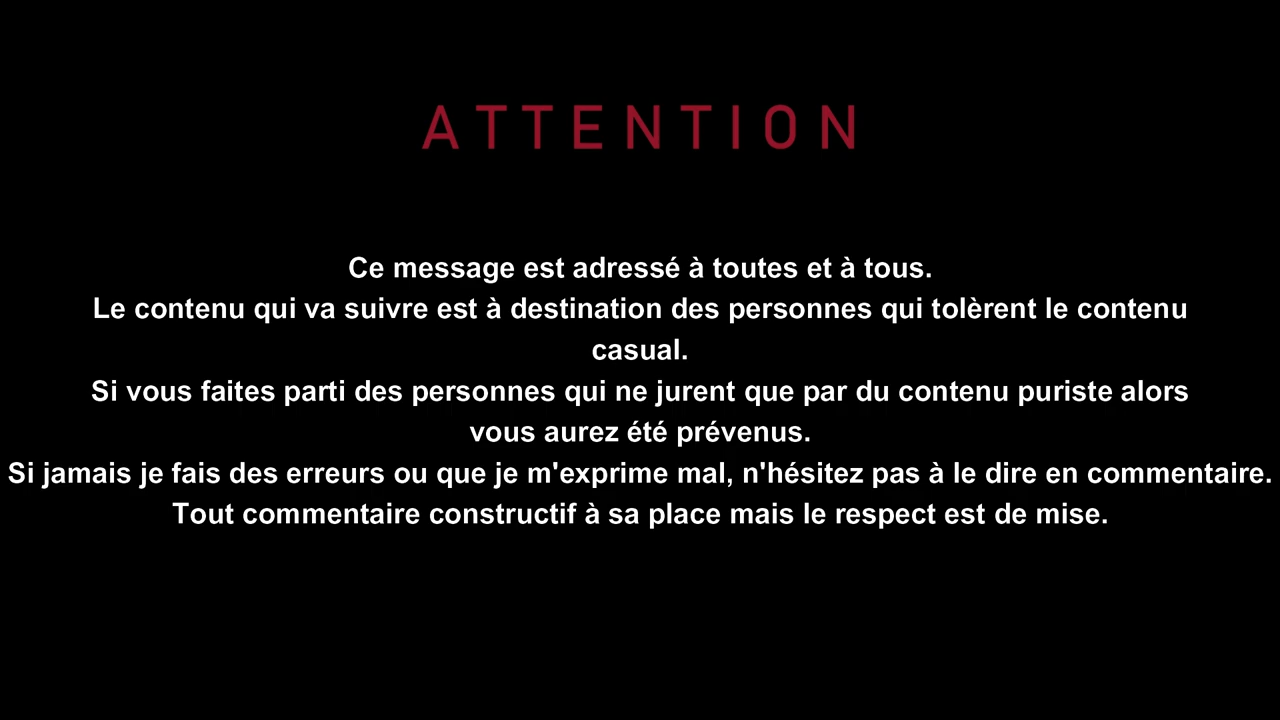 ATTENTION
Ce message est adressé à toutes et à tous.
Le contenu qui va suivre est à destination des personnes qui tolèrent le contenu
casual.
Si vous faites parti des personnes qui ne jurent que par du contenu puriste alors
vous aurez été prévenus.
Si jamais je fais des erreurs ou que je m'exprime mal, n'hésitez pas à le dire en commentaire.
Tout commentaire constructif à sa place mais le respect est de mise.